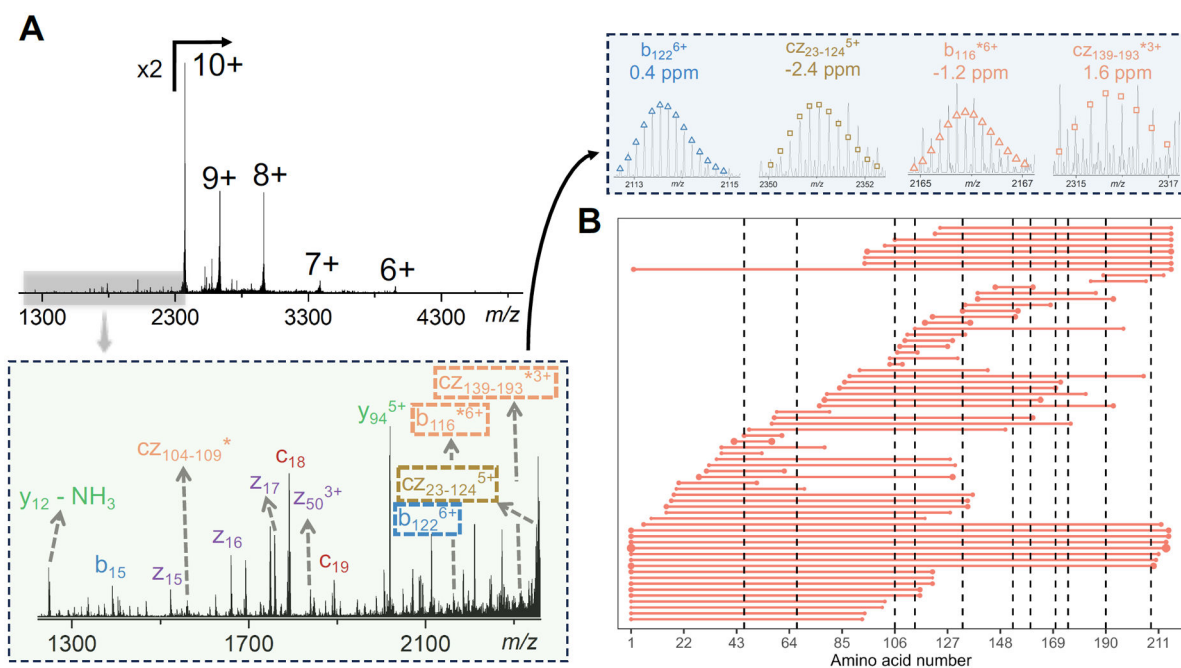 A
x2
10+
9+
8+
7+
6+
1300 2300 3300 4300 m/z
b122 6+
0.4 ppm
cz23-124 5+
-2.4 ppm
b116 *6+
-1.2 ppm
cz139-193 *3+
1.6 ppm
2113 m/z 2115
2350 m/z 2352
2165 m/z 2167
2315 m/z 2317
cz139-193 *3+
y94 5+
b116 *6+
cz104-109 *
c18
cz23-124 5+
y12 - NH3
z17
z50 3+
b122 6+
z16
b15
z15
c19
1300 1700 2100 m/z
B
1 22 43 64 85 106 127 148 169 190 211
Amino acid number